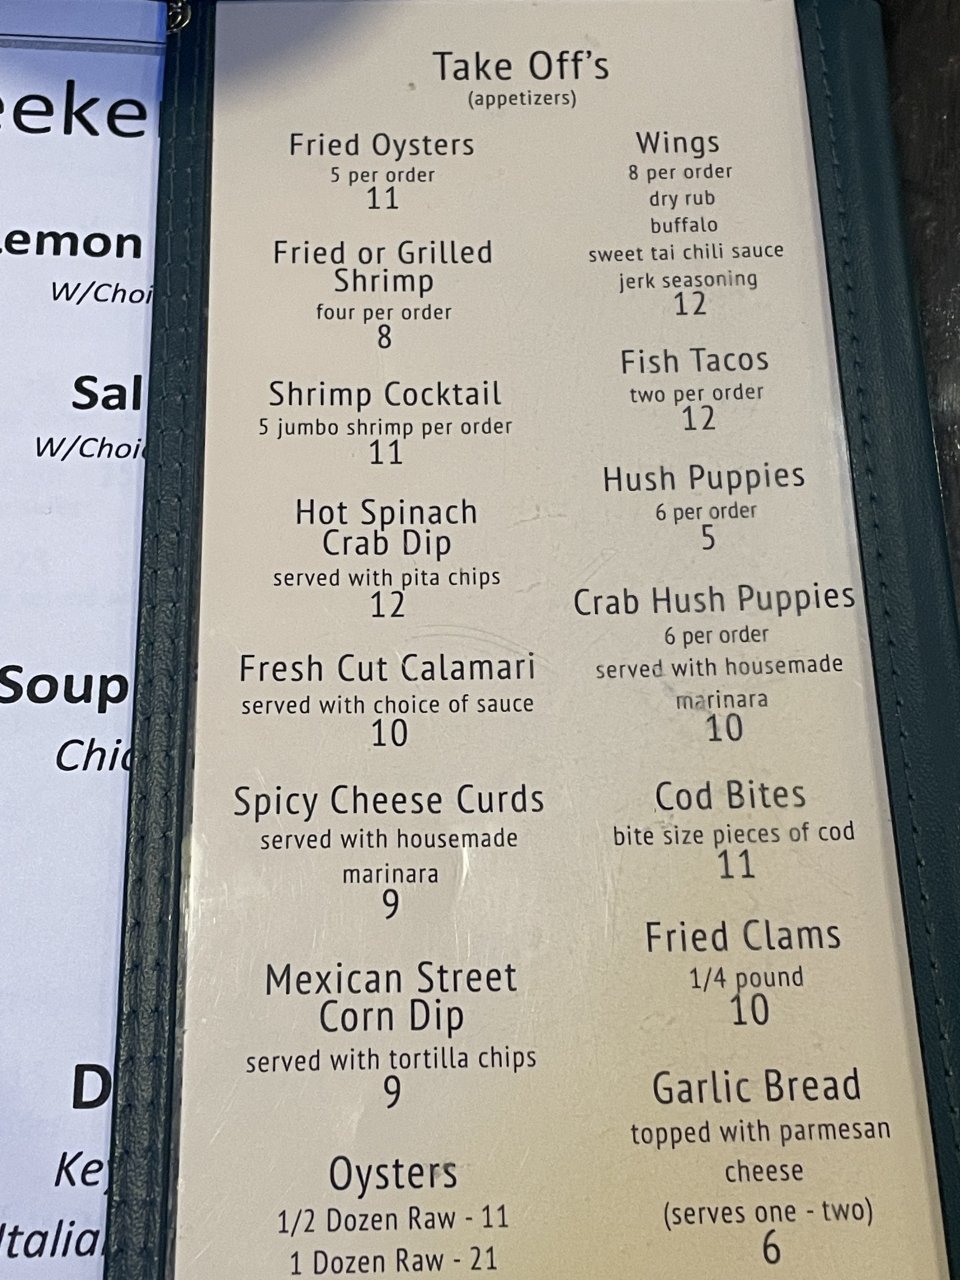 Take Off's
(appetizers)
Fried Oysters
5 per order
11
Fried or Grilled
Shrimp
four per order
8
Shrimp Cocktail
5 jumbo shrimp per order
11
Hot Spinach
Crab Dip
served with pita chips
12
Fresh Cut Calamari
served with choice of sauce
10
Spicy Cheese Curds
served with housemade
marinara
9
Mexican Street
Corn Dip
served with tortilla chips
9
Oysters
1/2 Dozen Raw - 11
1 Dozen Raw - 21
Wings
8 per order
dry rub
buffalo
sweet tai chili sauce
jerk seasoning
12
Fish Tacos
two per order
12
Hush Puppies
6 per order
5
Crab Hush Puppies
6 per order
served with housemade
marinara
10
Cod Bites
bite size pieces of cod
11
Fried Clams
1/4 pound
10
Garlic Bread
topped with parmesan
cheese
(serves one - two)
6
emon
W/Choi
Sal
W/Choi
Soup
Chi
D
Ke
talia